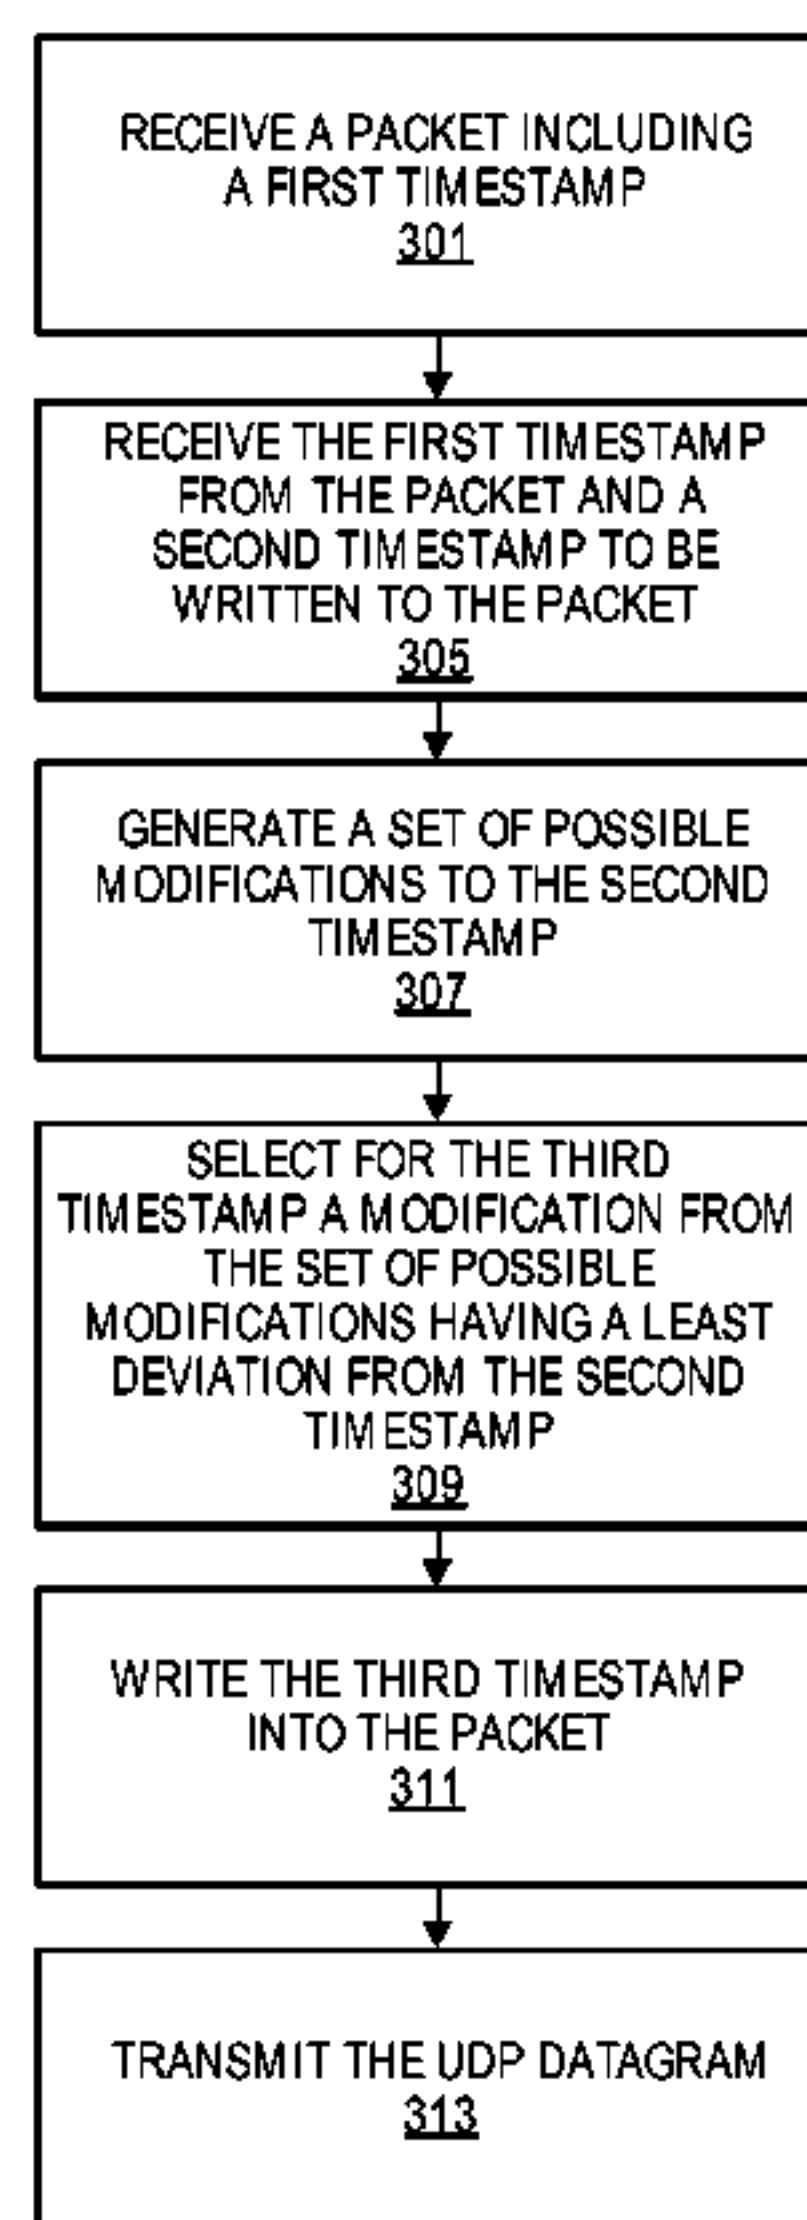 RECEIVE A PACKET INCLUDING
A FIRST TIMESTAMP
301
RECEIVE THE FIRST TIMESTAMP
FROM THE PACKET AND A
SECOND TIMESTAMP TO BE
WRITTEN TO THE PACKET
305
GENERATE A SET OF POSSIBLE
MODIFICATIONS TO THE SECOND
TIMESTAMP
307
SELECT FOR THE THIRD
TIMESTAMP A MODIFICATION FROM
THE SET OF POSSIBLE
MODIFICATIONS HAVING A LEAST
DEVIATION FROM THE SECOND
TIMESTAMP
309
WRITE THE THIRD TIMESTAMP
INTO THE PACKET
311
TRANSMIT THE UDP DATAGRAM
313